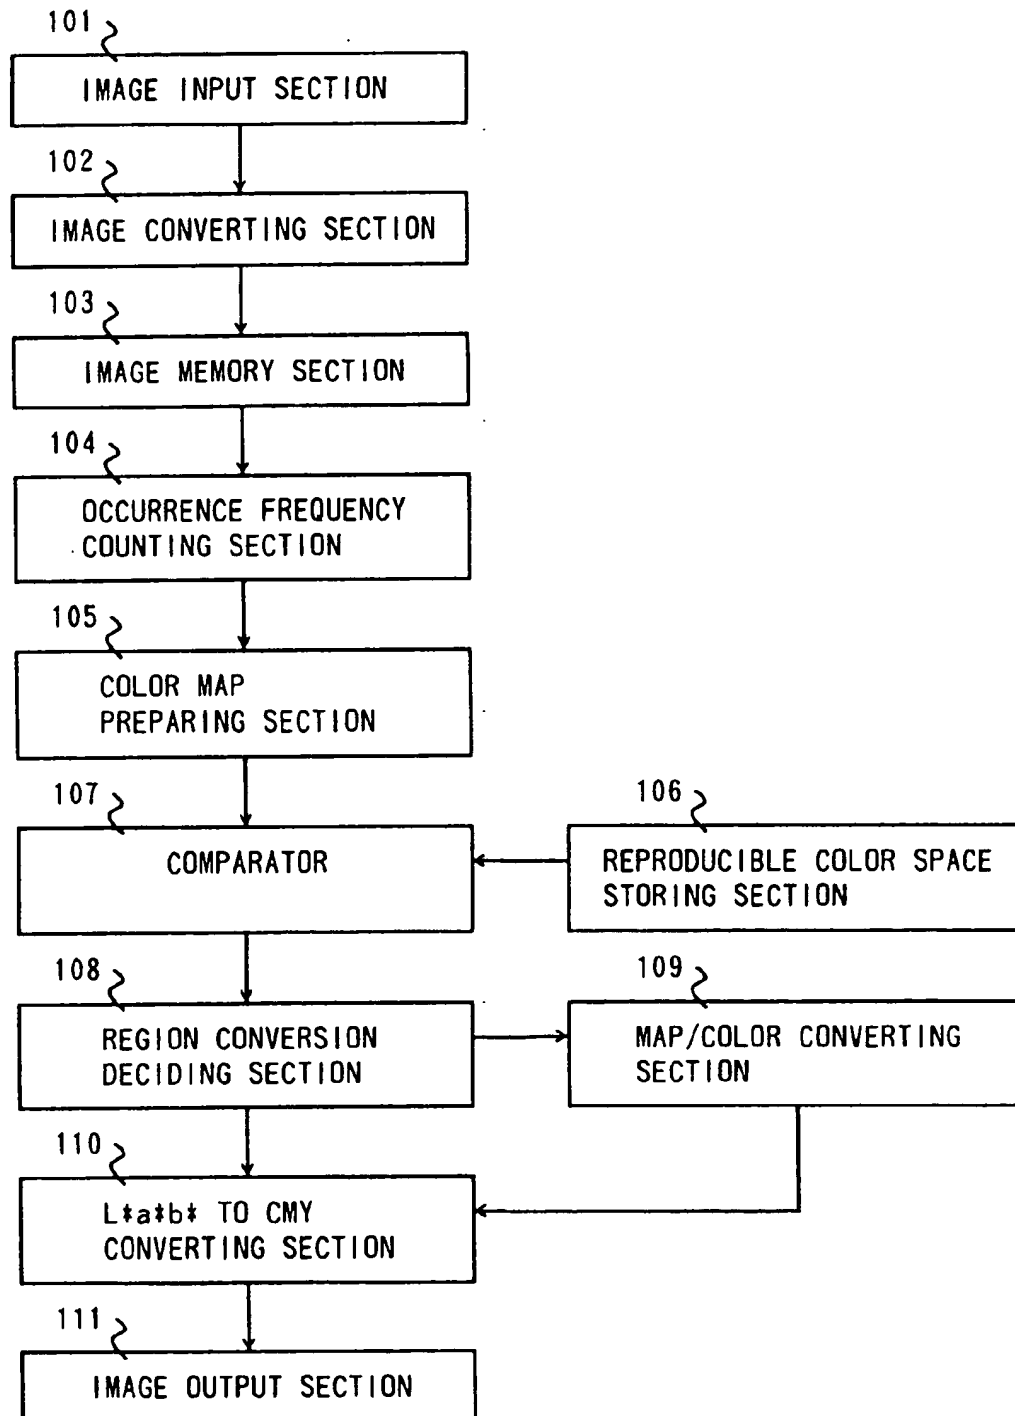 101
IMAGE INPUT SECTION
102
IMAGE CONVERTING SECTION
103
IMAGE MEMORY SECTION
104
OCCURRENCE FREQUENCY
COUNTING SECTION
105
COLOR MAP
PREPARING SECTION
107
COMPARATOR
106
REPRODUCIBLE COLOR SPACE
STORING SECTION
108
REGION CONVERSION
DECIDING SECTION
109
MAP/COLOR CONVERTING
SECTION
110
L*a*b* TO CMY
CONVERTING SECTION
111
IMAGE OUTPUT SECTION